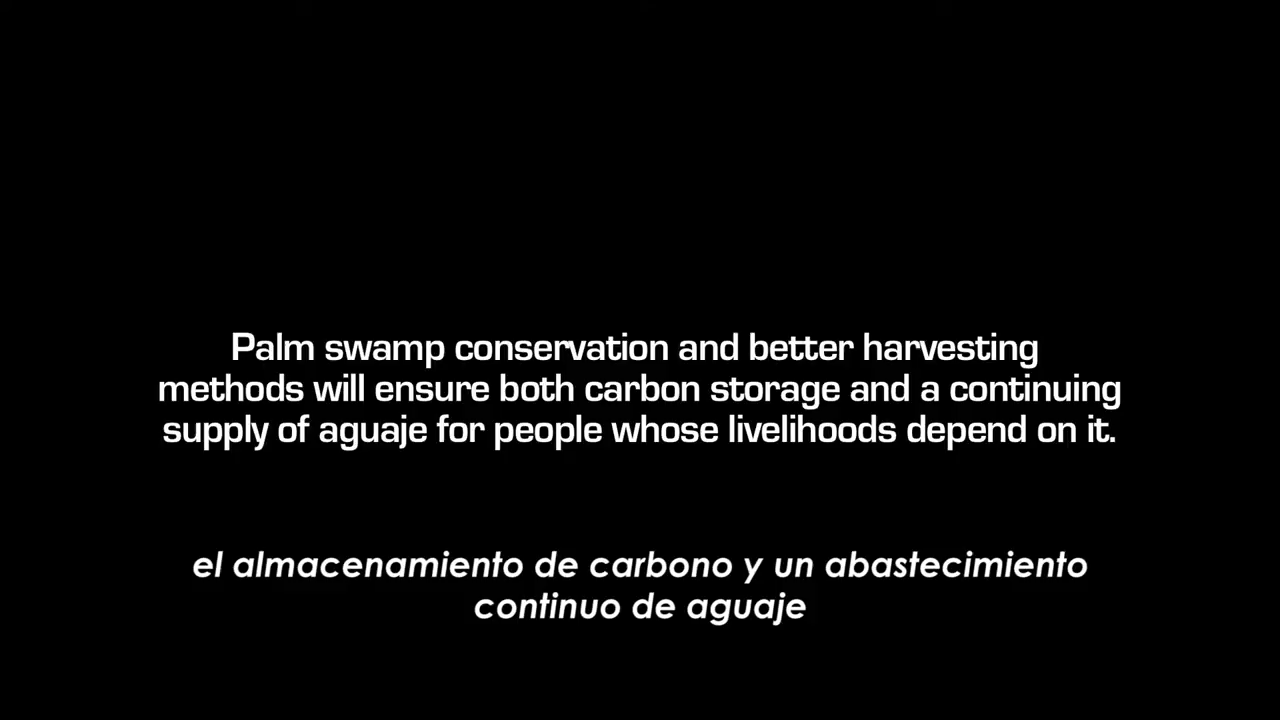 Palm swamp conservation and better harvesting
methods will ensure both carbon storage and a continuing
supply of aguaje for people whose livelihoods depend on it.
el almacenamiento de carbono y un abastecimiento
continuo de aguaje